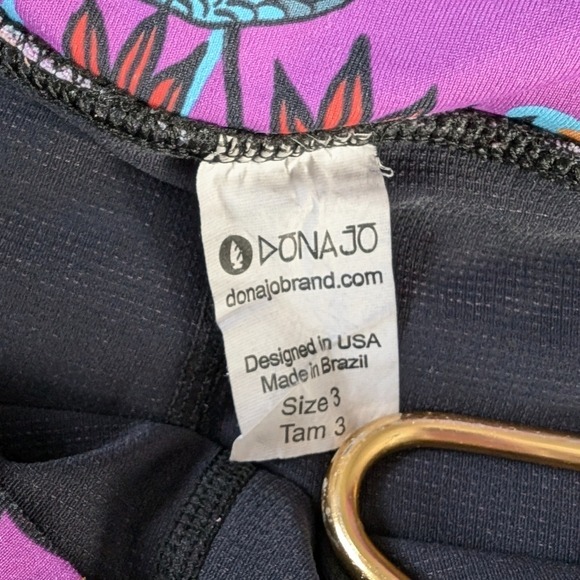 DONAJO
donajobrand.com
Designed in USA
Made in Brazil
Size 3
Tam 3